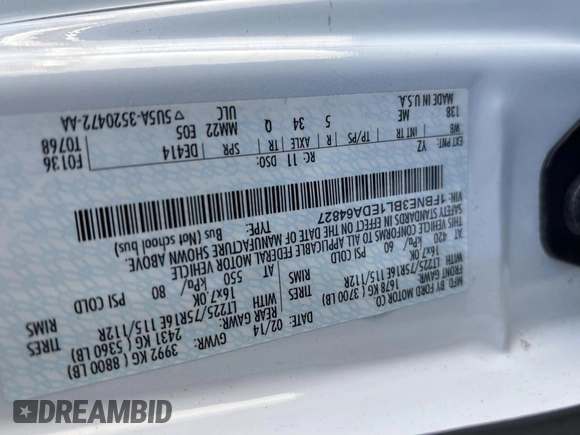 MFD. BY FORD MOTOR CO.
DATE: 02/14 GVWR: 3992 KG ( 8800 LB)
FRONT GAWR: 1678 KG ( 3700 LB) REAR GAWR: 2431 KG ( 5360 LB)
LT225/75R16E 115/112R TIRES WITH LT225/75R16E 115/112R TIRES
16x7.0K RIMS 16x7.0K RIMS
AT 420 kPa/ 60 PSI COLD AT 550 kPa/ 80 PSI COLD
THIS VEHICLE CONFORMS TO ALL APPLICABLE FEDERAL MOTOR VEHICLE
SAFETY STANDARDS IN EFFECT ON THE DATE OF MANUFACTURE SHOWN ABOVE.
VIN: 1FBNE3BL1EDA64827
TYPE: Bus (Not school bus)
EXT PNT: YZ RC: 11 DSO: F0136
WB INTR TR TP/PS AXLE TR SPR DE414 T0768
138 ME S 34 Q MM22 E05
MADE IN U.S.A. ULC ▽ 5U5A-3520472-AA
DREAMBID